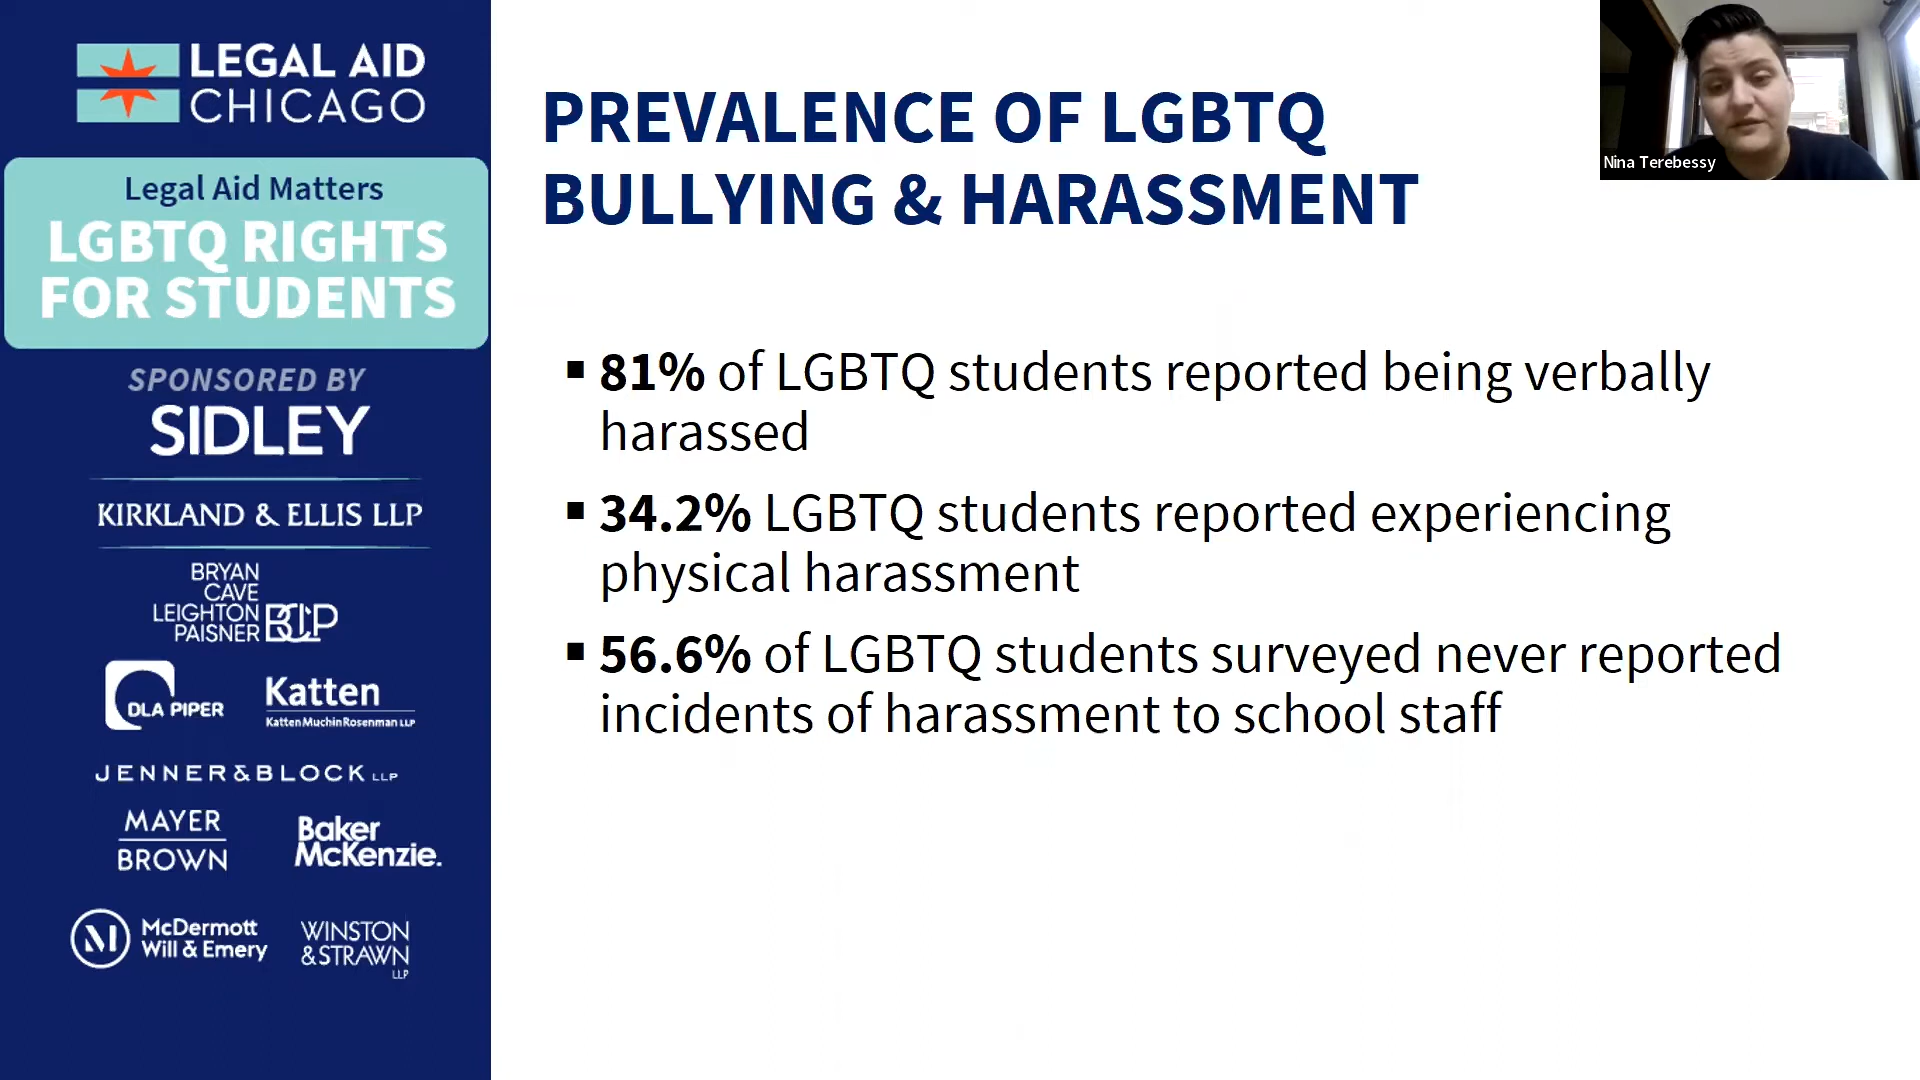 LEGAL AID
CHICAGO
Legal Aid Matters
LGBTQ RIGHTS
FOR STUDENTS
SPONSORED BY
SIDLEY
KIRKLAND & ELLIS LLP
BRYAN
CAVE
LEIGHTON
PAISNER BCLP
DLA PIPER
Katten
KattenMuchinRosenman LLP
JENNER&BLOCK LLP
MAYER
BROWN
Baker
McKenzie.
McDermott
Will & Emery
WINSTON
&STRAWN
LLP
PREVALENCE OF LGBTQ
BULLYING & HARASSMENT
▪ 81% of LGBTQ students reported being verbally
harassed
▪ 34.2% LGBTQ students reported experiencing
physical harassment
▪ 56.6% of LGBTQ students surveyed never reported
incidents of harassment to school staff
Nina Terebessy